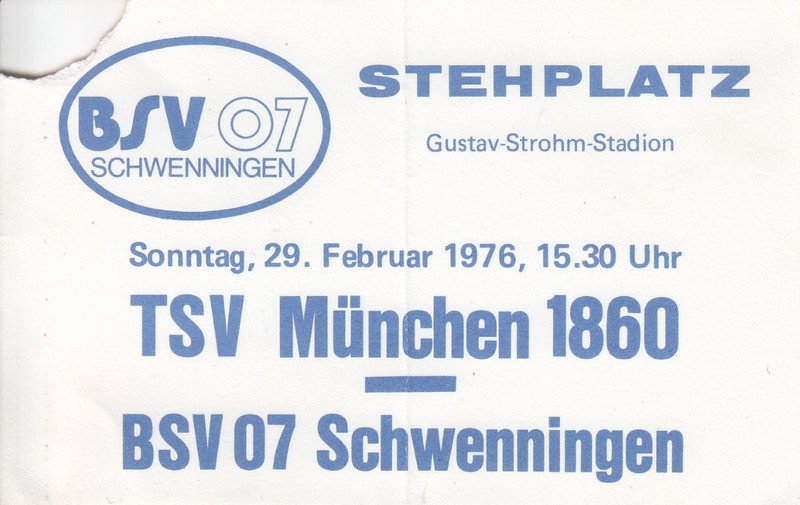 BSV 07
SCHWENNINGEN
STEHPLATZ
Gustav-Strohm-Stadion
Sonntag, 29. Februar 1976, 15.30 Uhr
TSV München 1860
—
BSV 07 Schwenningen